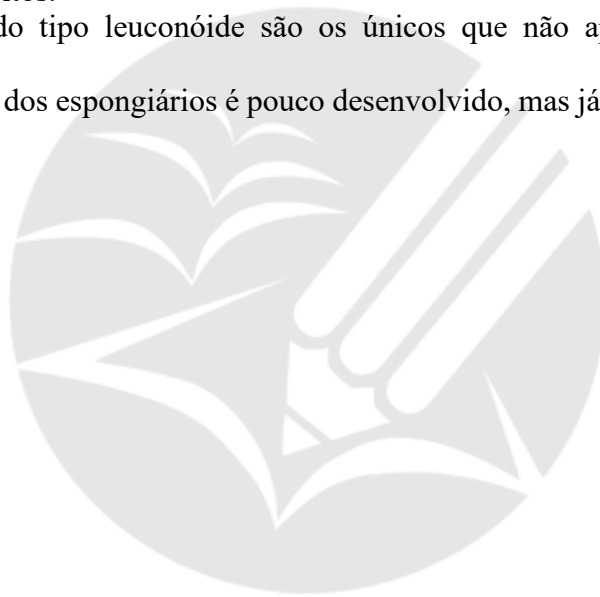 do tipo leuconóide são os únicos que não
dos espongiários é pouco desenvolvido, mas já